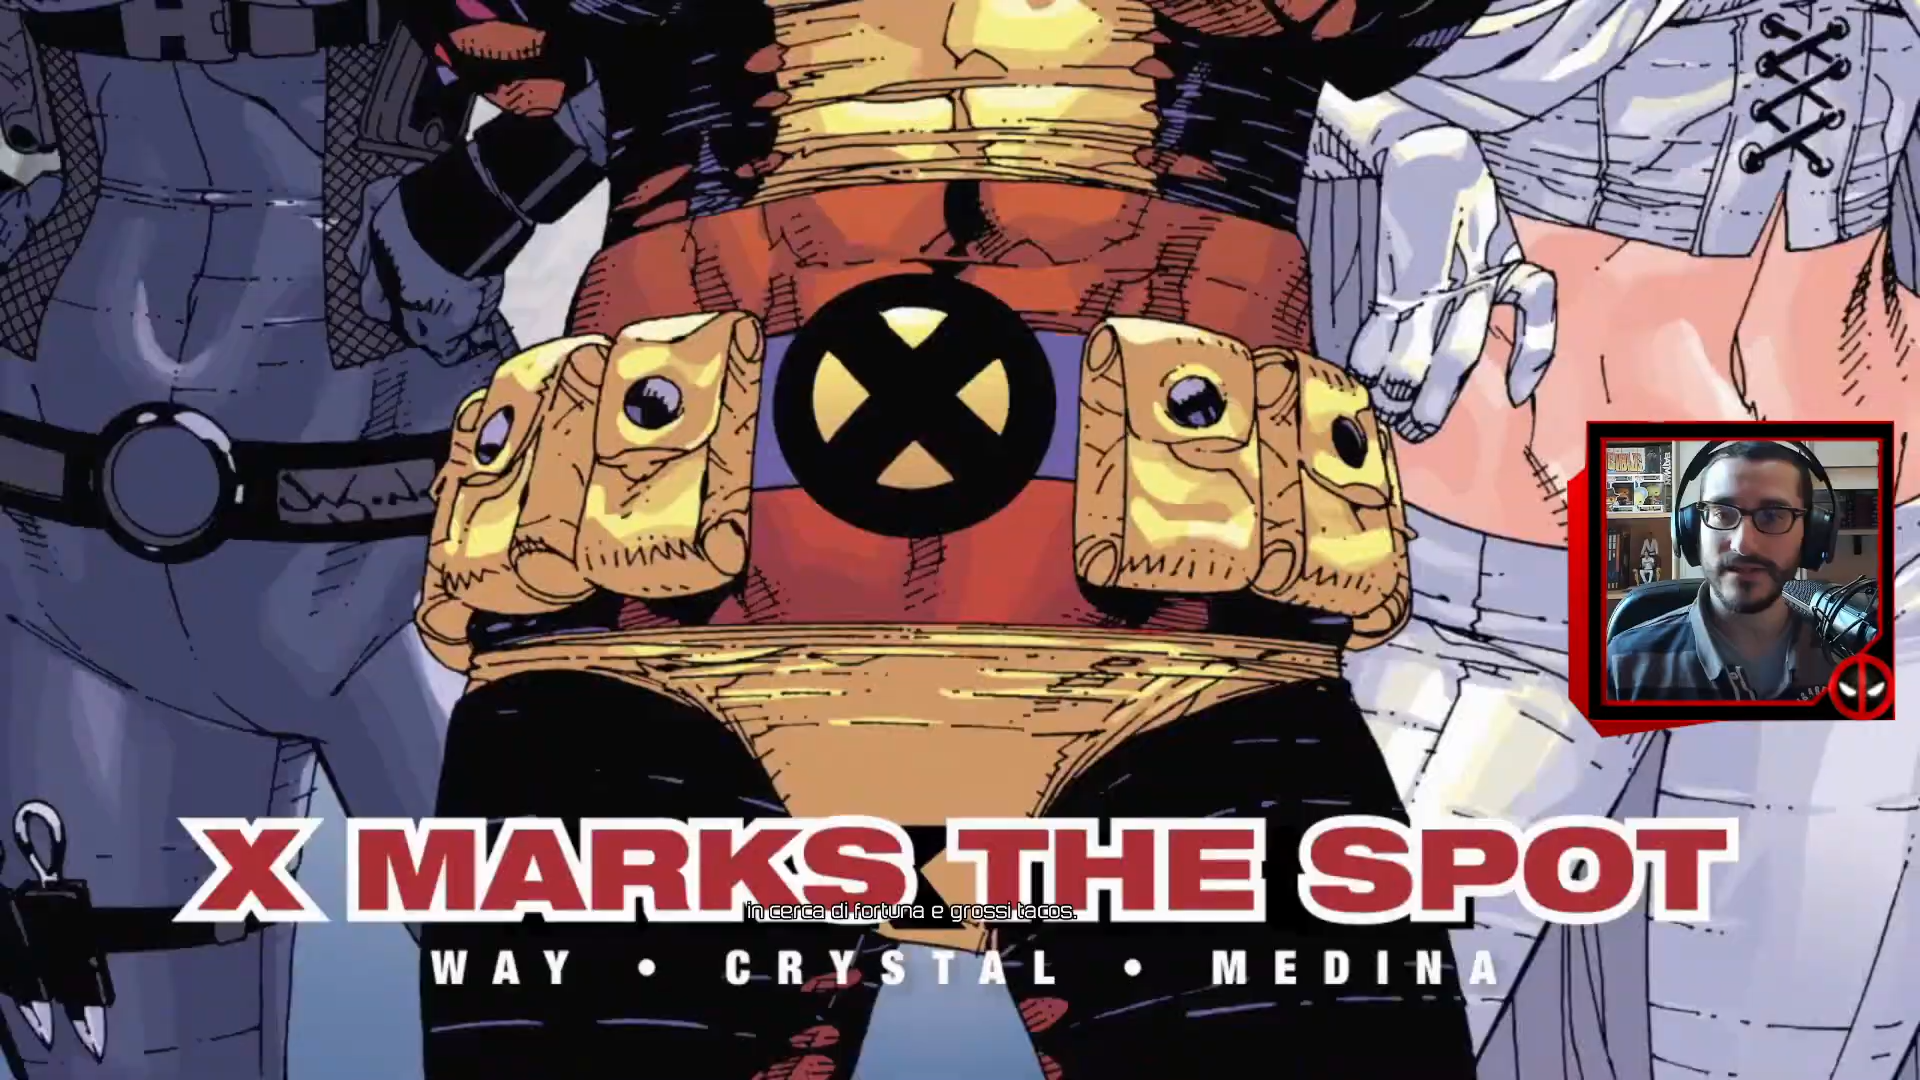 X MARKS THE SPOT
in cerca di fortuna e grossi tacos.
WAY • CRYSTAL • MEDINA